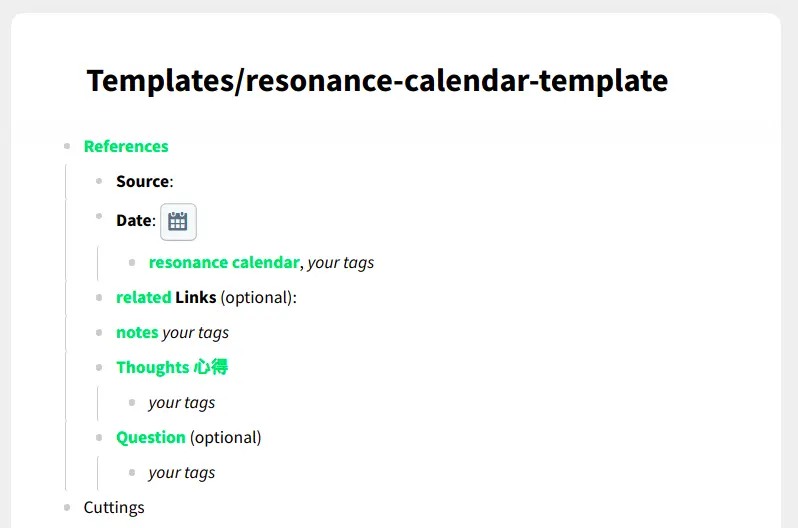 Templates/resonance-calendar-template
References
Source:
Date:
resonance calendar, your tags
related Links (optional):
notes your tags
Thoughts 心得
your tags
Question (optional)
your tags
Cuttings